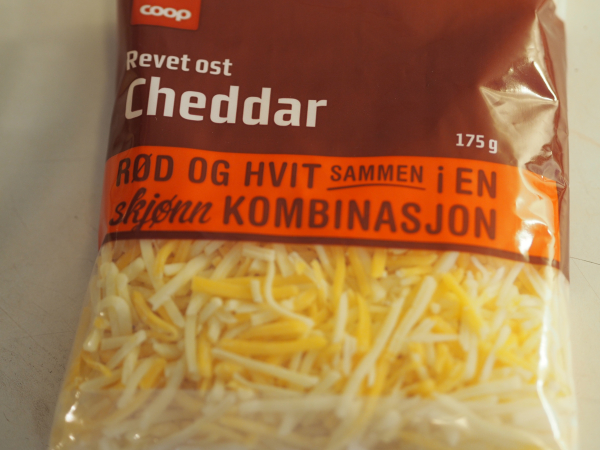 coop
Revet ost
Cheddar
175 g
RØD OG HVIT SAMMEN i EN
skjønn KOMBINASJON